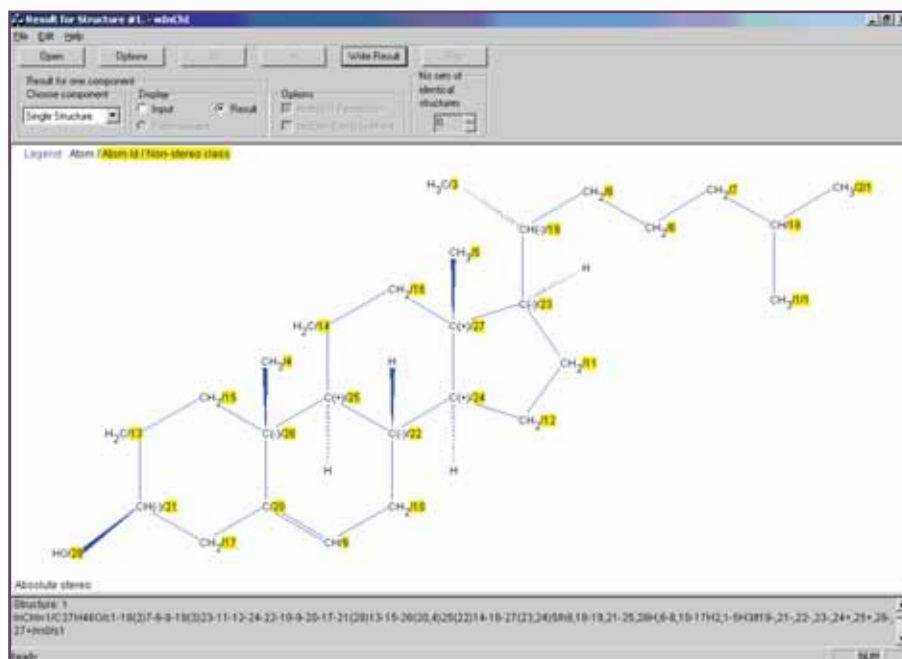 Result for Structure #1. - wInChI
File Edit Help
Open Options Write Result
Result for one component
Choose component Display Options No sets of
identical
structures
Single Structure Input Result
0
Legend: Atom /Atom Id / Non-stereo class
H3C/3 CH2/8 CH2/7 CH3/2/1
CH(-)/19 CH2/6 CH/18
CH3/5 H
CH2/16 C(-)/23 CH3/1/1
H2C/14 C(+)/27
CH3/4 H CH2/11
CH2/15 C(+)/25 C(+)/24
H2C/13 C(-)/26 C(-)/22 CH2/12
H H
CH(-)/21 C/20 CH2/10
HO/28 CH2/17 CH/9
Absolute stereo
Structure: 1
Ready NUM